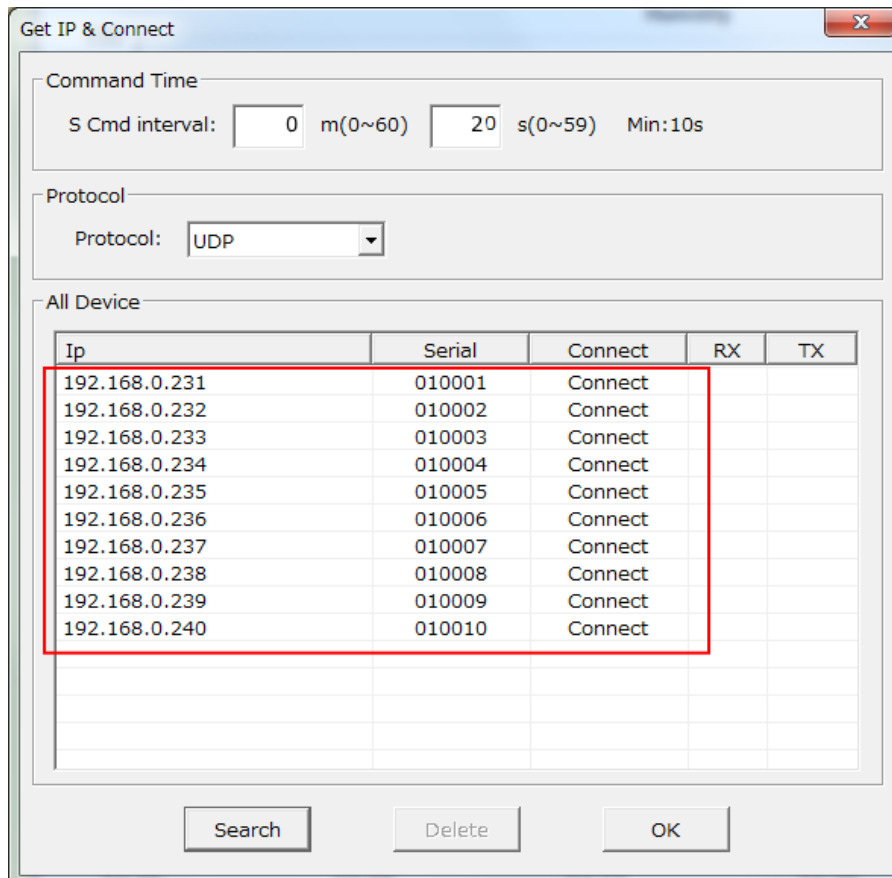 Get IP & Connect
Command Time
S Cmd interval: 0 m(0~60) 20 s(0~59) Min:10s
Protocol
Protocol: UDP
All Device
Ip Serial Connect RX TX
192.168.0.231 010001 Connect
192.168.0.232 010002 Connect
192.168.0.233 010003 Connect
192.168.0.234 010004 Connect
192.168.0.235 010005 Connect
192.168.0.236 010006 Connect
192.168.0.237 010007 Connect
192.168.0.238 010008 Connect
192.168.0.239 010009 Connect
192.168.0.240 010010 Connect
Search Delete OK